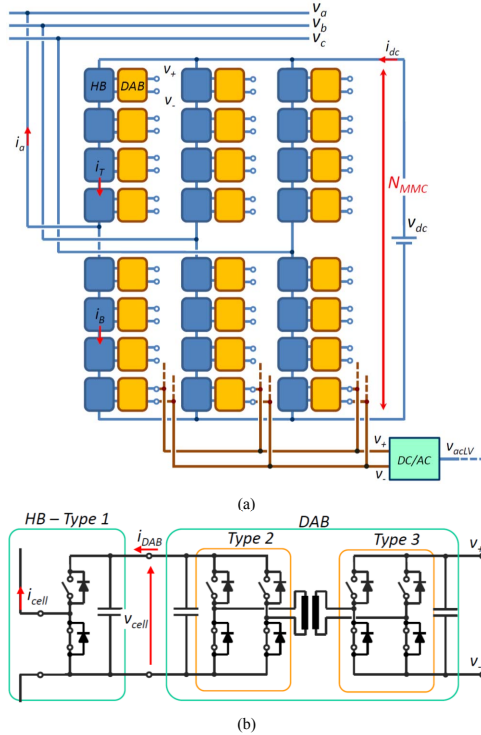 v_a
v_b
v_c
i_dc
HB DAB v_+
v_-
i_a
i_T
N_MMC
v_dc
i_B
v_+
v_-
DC/AC
v_acLV
(a)
HB – Type 1
DAB
i_DAB
Type 2
Type 3
v_+
i_cell
v_cell
v_-
(b)